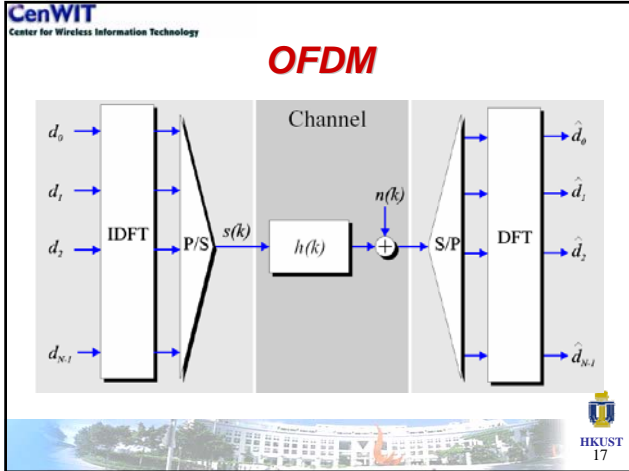 CenWIT
Center for Wireless Information Technology
OFDM
Channel
d₀
d₁
d₂
d_{N-1}
IDFT
P/S
s(k)
h(k)
n(k)
+
S/P
DFT
d̂₀
d̂₁
d̂₂
d̂_{N-1}
HKUST
17